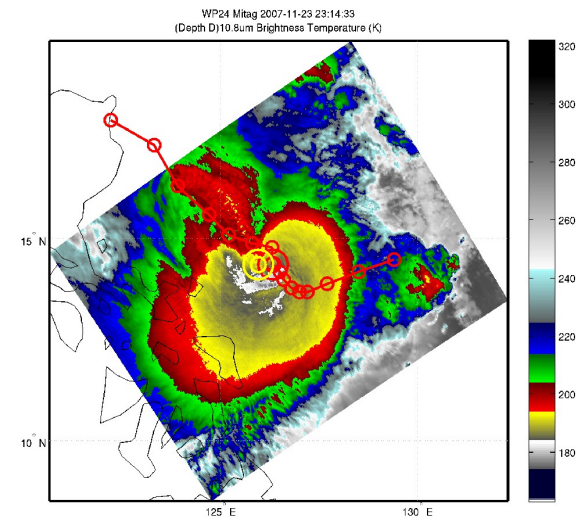 WP24 Mitag 2007-11-23 23:14:33
(Depth D)10.8um Brightness Temperature (K)
320
300
280
260
240
220
200
180
15° N
10° N
125° E
130° E